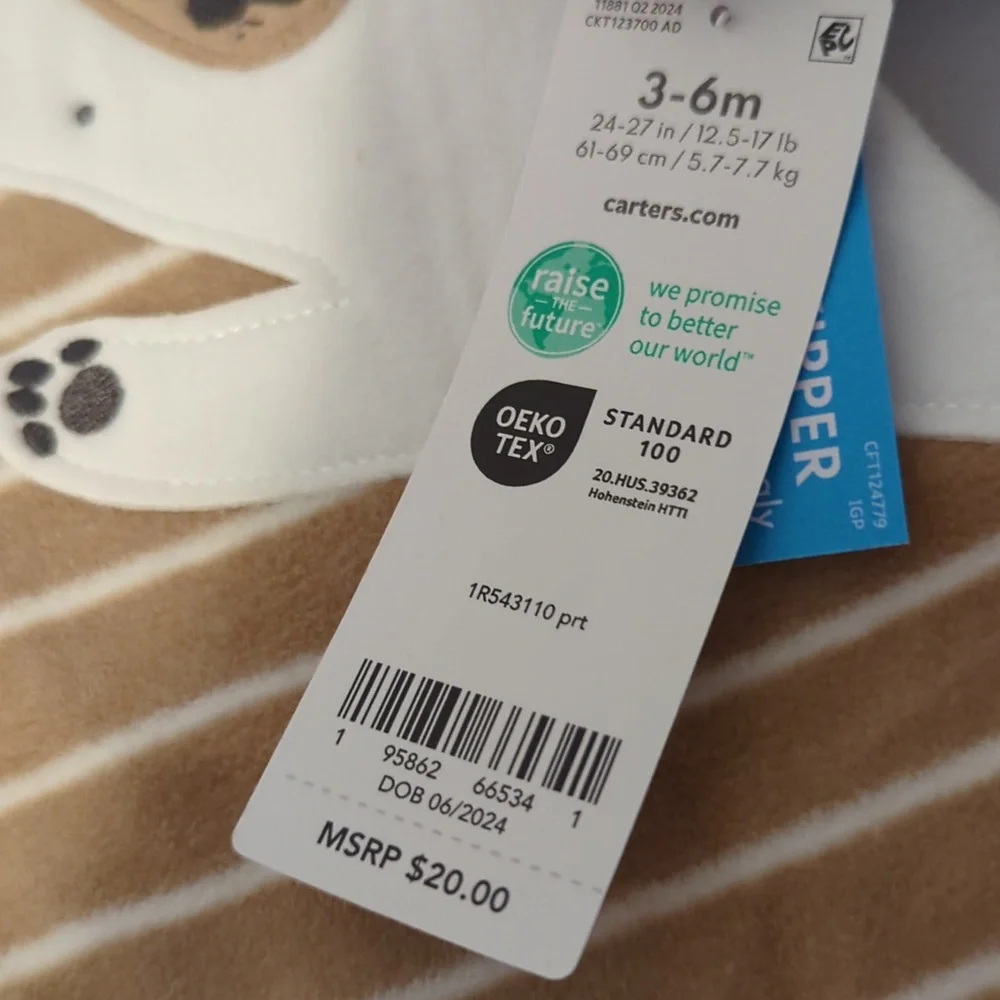 11881 Q2 2024
CKT123700 AD
3-6m
24-27 in / 12.5-17 lb
61-69 cm / 5.7-7.7 kg
carters.com
raise
THE
future™
we promise
to better
our world™
OEKO
TEX®
STANDARD
100
20.HUS.39362
Hohenstein HTTI
1R543110 prt
1 95862 66534 1
DOB 06/2024
MSRP $20.00
CFT124779
1GP